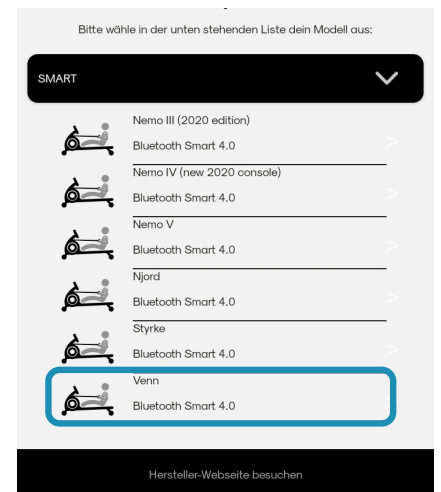 Bitte wähle in der unten stehenden Liste dein Modell aus:
SMART
Nemo III (2020 edition)
Bluetooth Smart 4.0
>
Nemo IV (new 2020 console)
Bluetooth Smart 4.0
>
Nemo V
Bluetooth Smart 4.0
>
Njord
Bluetooth Smart 4.0
>
Styrke
Bluetooth Smart 4.0
>
Venn
Bluetooth Smart 4.0
Hersteller-Webseite besuchen